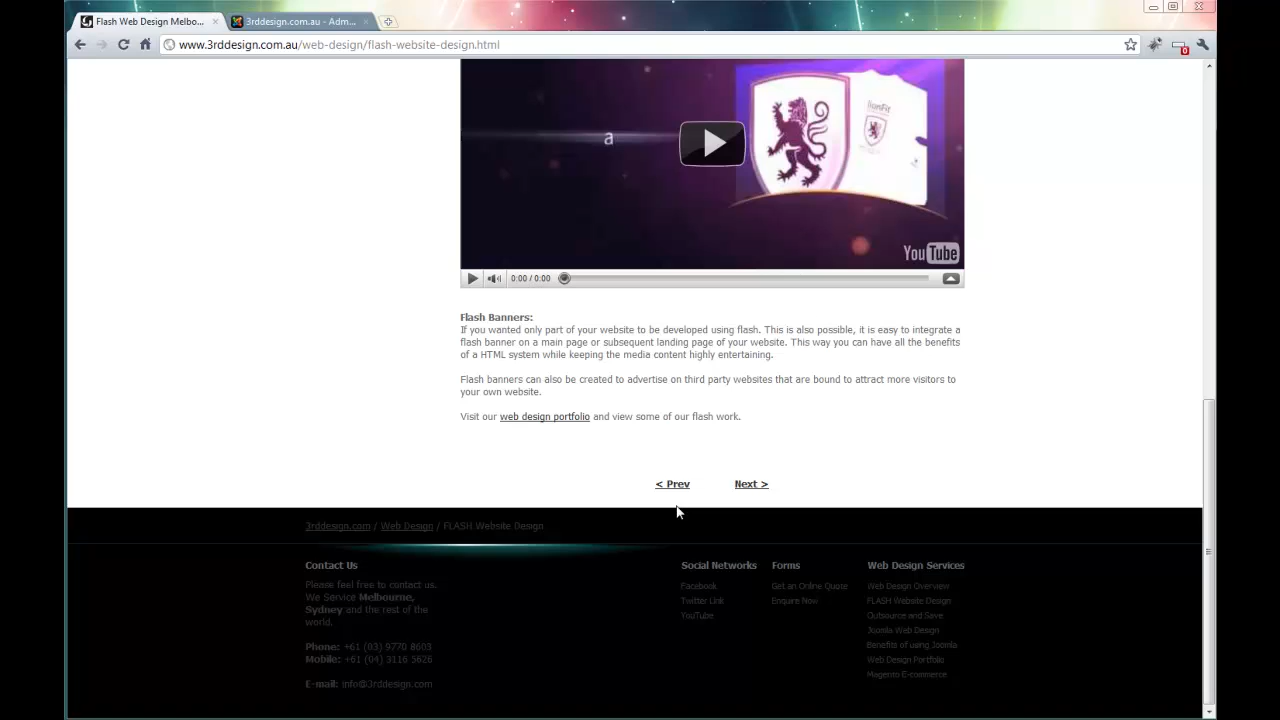 Flash Web Design Melbo...
3rddesign.com.au - Adm...
www.3rddesign.com.au/web-design/flash-website-design.html
0
a
lionFit
YouTube
0:00 / 0:00
Flash Banners:
If you wanted only part of your website to be developed using flash. This is also possible, it is easy to integrate a
flash banner on a main page or subsequent landing page of your website. This way you can have all the benefits
of a HTML system while keeping the media content highly entertaining.
Flash banners can also be created to advertise on third party websites that are bound to attract more visitors to
your own website.
Visit our web design portfolio and view some of our flash work.
< Prev
Next >
3rddesign.com / Web Design / FLASH Website Design
Contact Us
Please feel free to contact us..
We Service Melbourne,
Sydney and the rest of the
world.
Phone: +61 (03) 9770 8603
Mobile: +61 (04) 3116 5626
E-mail: info@3rddesign.com
Social Networks
Facebook
Twitter Link
YouTube
Forms
Get an Online Quote
Enquire Now
Web Design Services
Web Design Overview
FLASH Website Design
Outsource and Save
Joomla Web Design
Benefits of using Joomla
Web Design Portfolio
Magento E-commerce